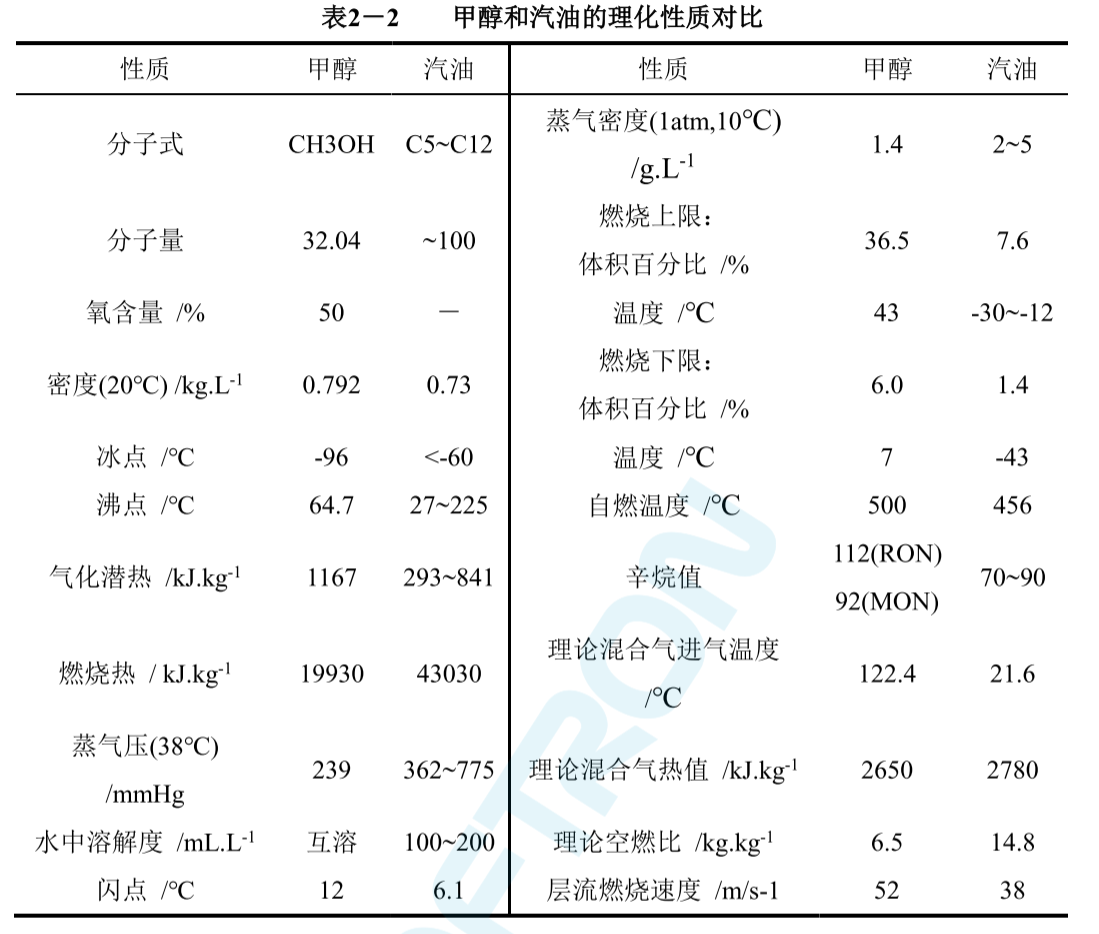 表2－2 甲醇和汽油的理化性质对比
性质 甲醇 汽油 性质 甲醇 汽油
分子式 CH3OH C5~C12 蒸气密度(1atm,10℃) /g.L-1 1.4 2~5
分子量 32.04 ~100 燃烧上限： 体积百分比 /% 36.5 7.6
氧含量 /% 50 － 温度 /℃ 43 -30~-12
密度(20℃) /kg.L-1 0.792 0.73 燃烧下限： 体积百分比 /% 6.0 1.4
冰点 /℃ -96 <-60 温度 /℃ 7 -43
沸点 /℃ 64.7 27~225 自燃温度 /℃ 500 456
气化潜热 /kJ.kg-1 1167 293~841 辛烷值 112(RON) 92(MON) 70~90
燃烧热 / kJ.kg-1 19930 43030 理论混合气进气温度 /℃ 122.4 21.6
蒸气压(38℃) /mmHg 239 362~775 理论混合气热值 /kJ.kg-1 2650 2780
水中溶解度 /mL.L-1 互溶 100~200 理论空燃比 /kg.kg-1 6.5 14.8
闪点 /℃ 12 6.1 层流燃烧速度 /m/s-1 52 38